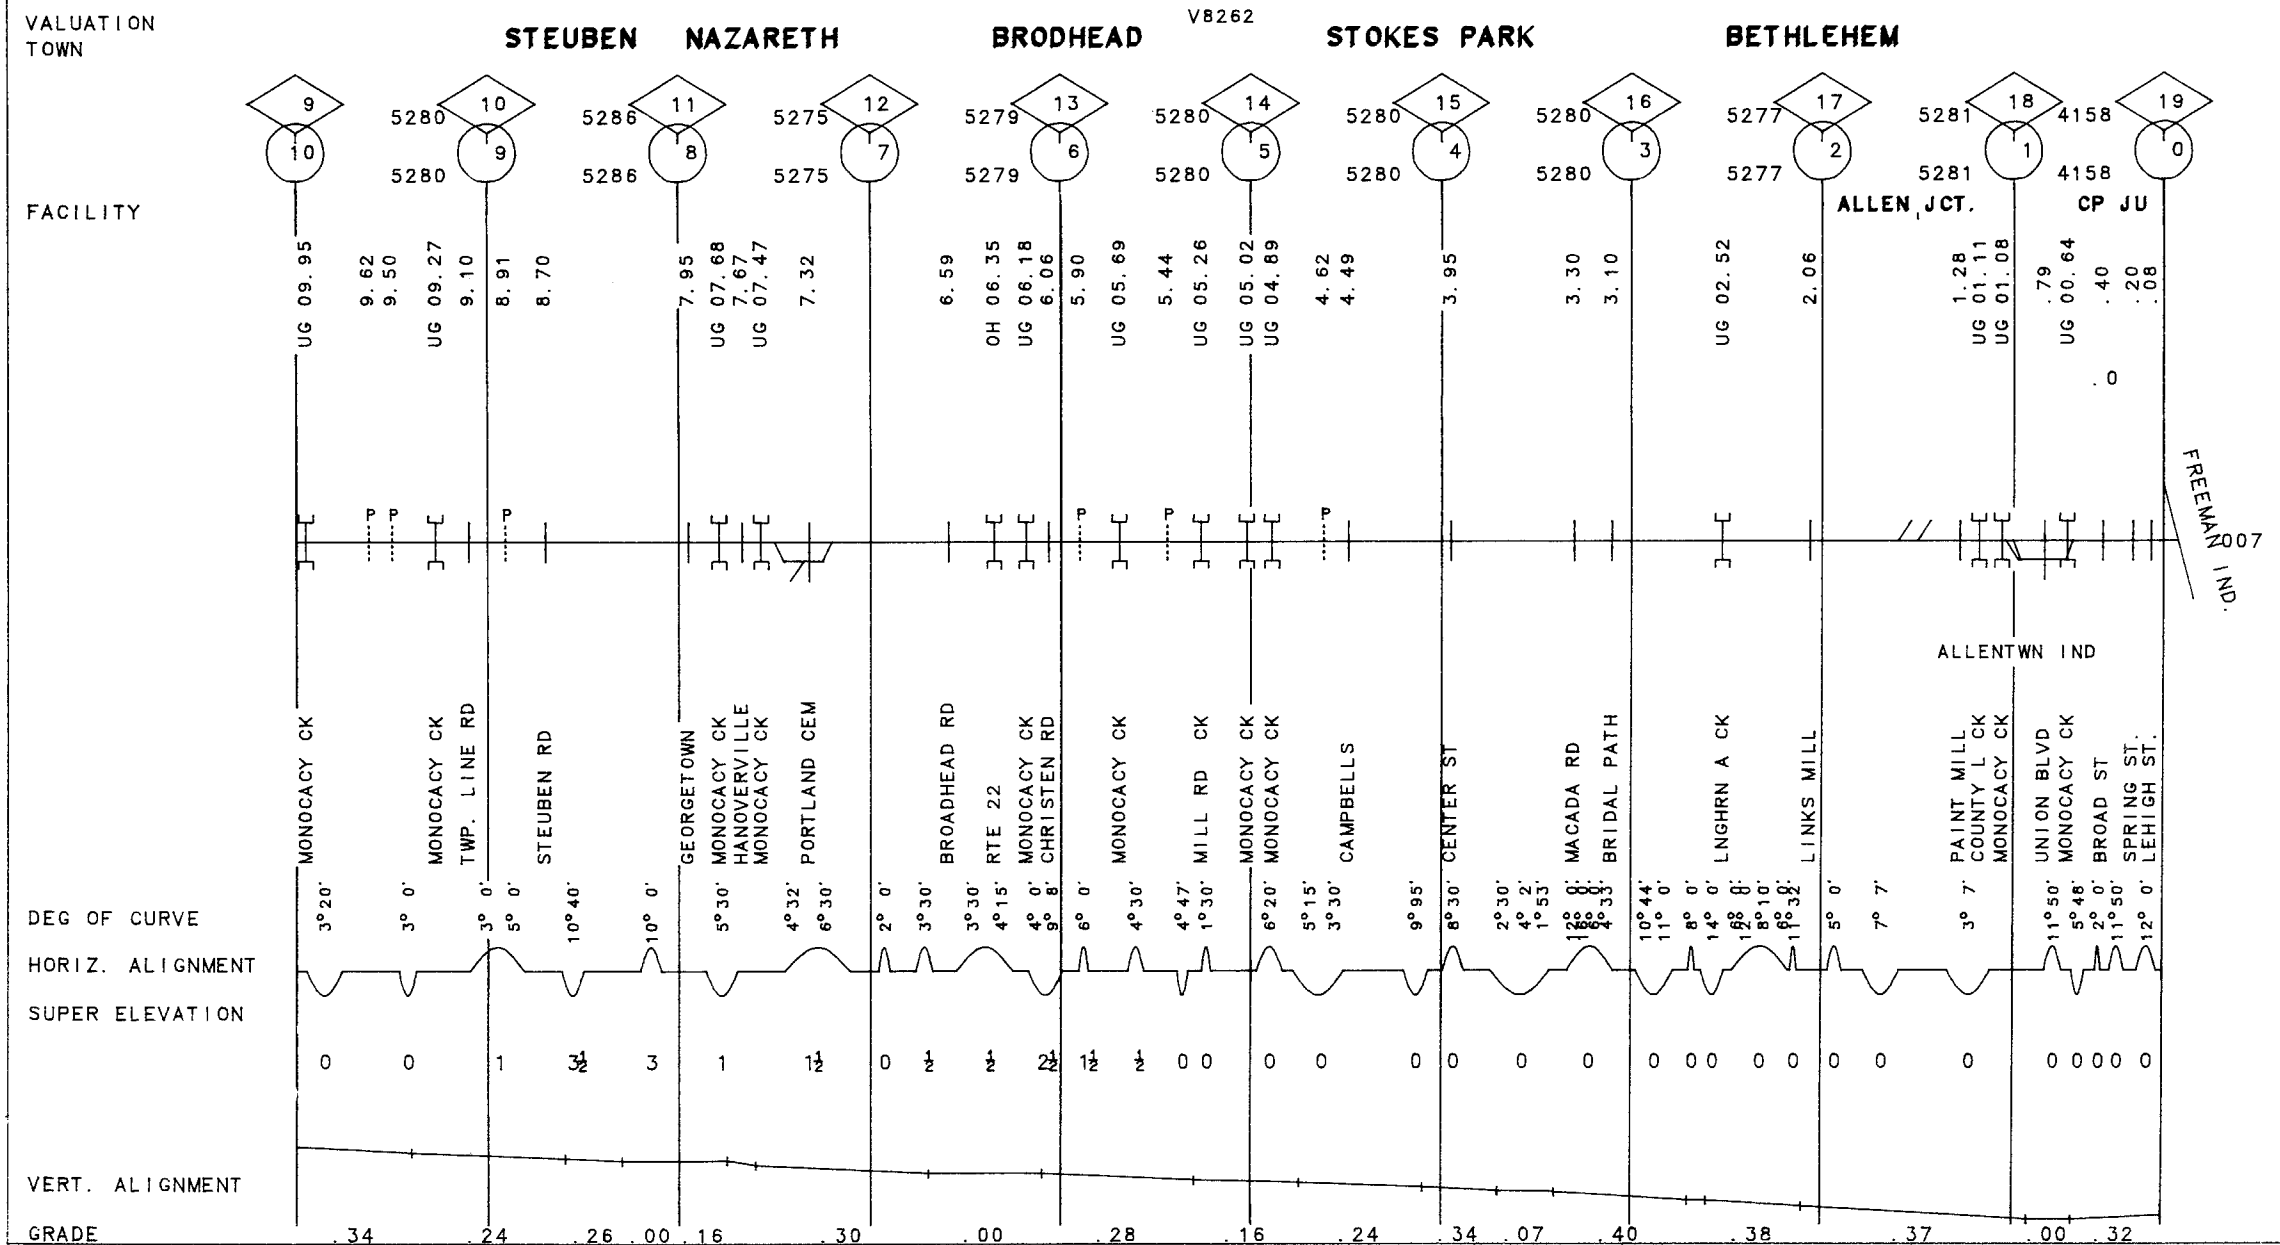 V8262
VALUATION
TOWN
STEUBEN NAZARETH BRODHEAD STOKES PARK BETHLEHEM
9 10 11 12 13 14 15 16 17 18 19
5280 5286 5275 5279 5280 5280 5280 5277 5281 4158
10 9 8 7 6 5 4 3 2 1 0
5280 5286 5275 5279 5280 5280 5280 5277 5281 4158
FACILITY
ALLEN JCT. CP JU
UG 09.95
9.62
9.50
UG 09.27
9.10
8.91
8.70
7.95
UG 07.68
7.67
UG 07.47
7.32
6.59
OH 06.35
UG 06.18
6.06
5.90
UG 05.69
5.44
UG 05.26
UG 05.02
UG 04.89
4.62
4.49
3.95
3.30
3.10
UG 02.52
2.06
1.28
UG 01.11
UG 01.08
.79
UG 00.64
.40
.20
.08
.0
P P P P P P
FREEMAN IND.
007
ALLENTWN IND
MONOCACY CK
MONOCACY CK
TWP. LINE RD
STEUBEN RD
GEORGETOWN
MONOCACY CK
HANOVERVILLE
MONOCACY CK
PORTLAND CEM
BROADHEAD RD
RTE 22
MONOCACY CK
CHRISTEN RD
MONOCACY CK
MILL RD CK
MONOCACY CK
MONOCACY CK
CAMPBELLS
CENTER ST
MACADA RD
BRIDAL PATH
LNGHRN A CK
LINKS MILL
PAINT MILL
COUNTY L CK
MONOCACY CK
UNION BLVD
MONOCACY CK
BROAD ST
SPRING ST.
LEHIGH ST.
DEG OF CURVE
3°20'
3° 0'
3° 0'
5° 0'
10°40'
10° 0'
5°30'
4°32'
6°30'
2° 0'
3°30'
3°30'
4°15'
4° 0'
9° 8'
6° 0'
4°30'
4°47'
1°30'
6°20'
5°15'
3°30'
9°95'
8°30'
2°30'
4° 2'
1°53'
4°33'
10°44'
11° 0'
8° 0'
14° 0'
8°10'
11°32'
5° 0'
7° 7'
3° 7'
11°50'
5°48'
2° 0'
11°50'
12° 0'
HORIZ. ALIGNMENT
SUPER ELEVATION
0 0 1 3½ 3 1 1½ 0 ½ ½ 2½ 1½ ½ 0 0 0 0 0 0 0 0 0 0 0 0 0 0 0 0 0 0 0
VERT. ALIGNMENT
GRADE .34 .24 .26 .00 .16 .30 .00 .28 .16 .24 .34 .07 .40 .38 .37 .00 .32